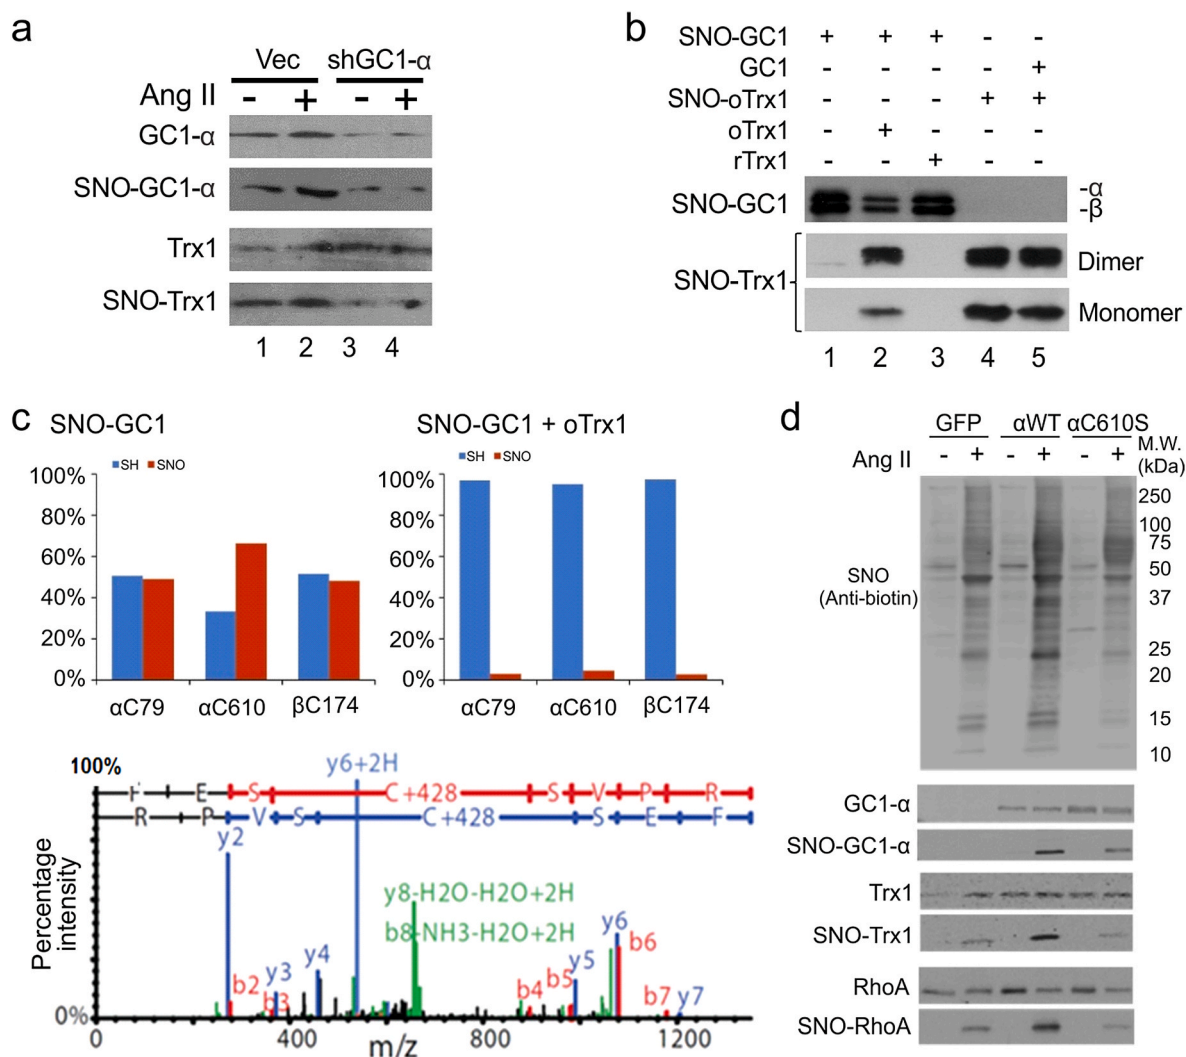 a
Vec shGC1-α
Ang II - + - +
GC1-α
SNO-GC1-α
Trx1
SNO-Trx1
1 2 3 4
b
SNO-GC1 + + + - -
GC1 - - - - +
SNO-oTrx1 - - - + +
oTrx1 - + - - -
rTrx1 - - + - -
SNO-GC1 -α
-β
SNO-Trx1 Dimer
Monomer
1 2 3 4 5
c SNO-GC1
SH SNO
100%
80%
60%
40%
20%
0%
αC79 αC610 βC174
SNO-GC1 + oTrx1
SH SNO
100%
80%
60%
40%
20%
0%
αC79 αC610 βC174
100%
y6+2H
E S C+428 S V P R
R P V S C+428 S E F
y2
y8-H2O-H2O+2H
b8-NH3-H2O+2H
y6
b6
y4
y3
b2
b3
b5
y5
b4
b7
y7
Percentage
intensity
0%
0 400 800 1200
m/z
d
GFP αWT αC610S
Ang II - + - + - +
M.W.
(kDa)
250
100
75
50
37
25
20
15
10
SNO
(Anti-biotin)
GC1-α
SNO-GC1-α
Trx1
SNO-Trx1
RhoA
SNO-RhoA